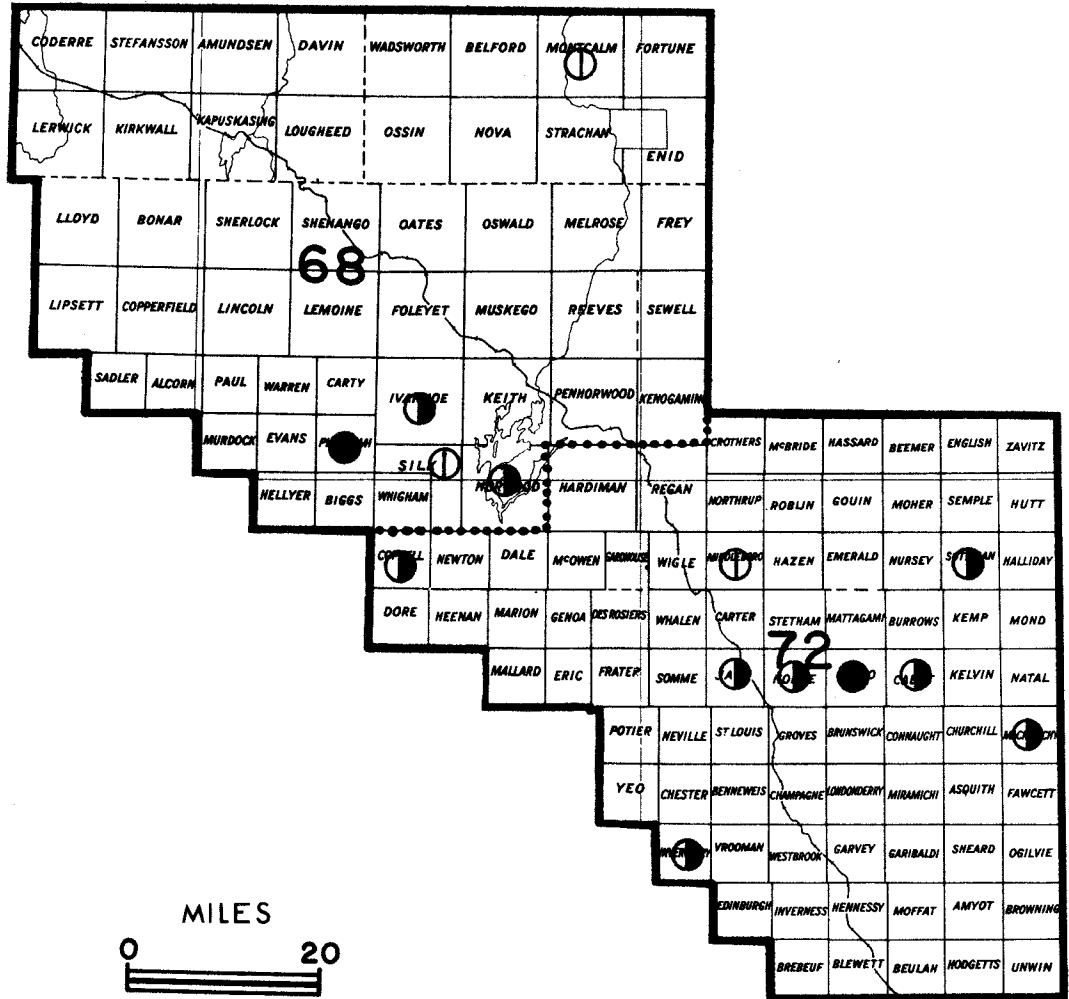 CODERRE STEFANSSON AMUNDSEN DAVIN WADSWORTH BELFORD MONTCALM FORTUNE
LERWICK KIRKWALL KAPUSKASING LOUGHEED OSSIN NOVA STRACHAN ENID
LLOYD BONAR SHERLOCK SHENANGO OATES OSWALD MELROSE FREY
68
LIPSETT COPPERFIELD LINCOLN LEMOINE FOLEYET MUSKEGO REEVES SEWELL
SADLER ALCORN PAUL WARREN CARTY IVANHOE KEITH PENHORWOOD KENOGAMING
MURDOCK EVANS SILK CROTHERS McBRIDE HASSARD BEEMER ENGLISH ZAVITZ
HELLYER BIGGS WHIGHAM HORWOOD HARDIMAN REGAN NORTHRUP ROBLIN GOUIN MOHER SEMPLE HUTT
NEWTON DALE McOWEN GARDHOUSE WIGLE MIDDLEBORO HAZEN EMERALD NURSEY HALLIDAY
DORE HEENAN MARION GENOA DES ROSIERS WHALEN CARTER STETHAM MATTAGAMI BURROWS KEMP MOND
72
MALLARD ERIC FRATER SOMME KELVIN NATAL
POTIER NEVILLE ST LOUIS GROVES BRUNSWICK CONNAUGHT CHURCHILL
YEO CHESTER BENNEWEIS CHAMPAGNE LONDONDERRY MIRAMICHI ASQUITH FAWCETT
VROOMAN WESTBROOK GARVEY GARIBALDI SHEARD OGILVIE
EDINBURGH INVERNESS HENNESSY MOFFAT AMYOT BROWNING
BREBEUF BLEWETT BEULAH HODGETTS UNWIN
MILES
0 20